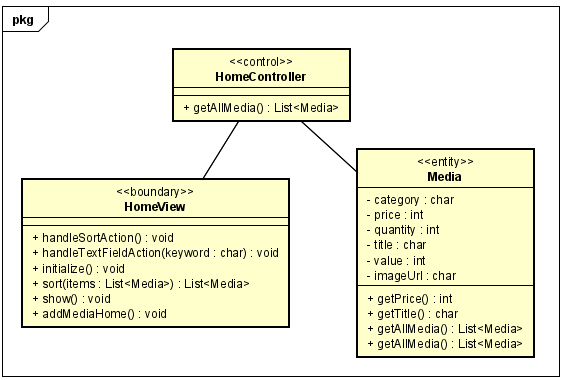 pkg
<<control>>
HomeController
+ getAllMedia() : List<Media>
<<boundary>>
HomeView
+ handleSortAction() : void
+ handleTextFieldAction(keyword : char) : void
+ initialize() : void
+ sort(items : List<Media>) : List<Media>
+ show() : void
+ addMediaHome() : void
<<entity>>
Media
- category : char
- price : int
- quantity : int
- title : char
- value : int
- imageUrl : char
+ getPrice() : int
+ getTitle() : char
+ getAllMedia() : List<Media>
+ getAllMedia() : List<Media>